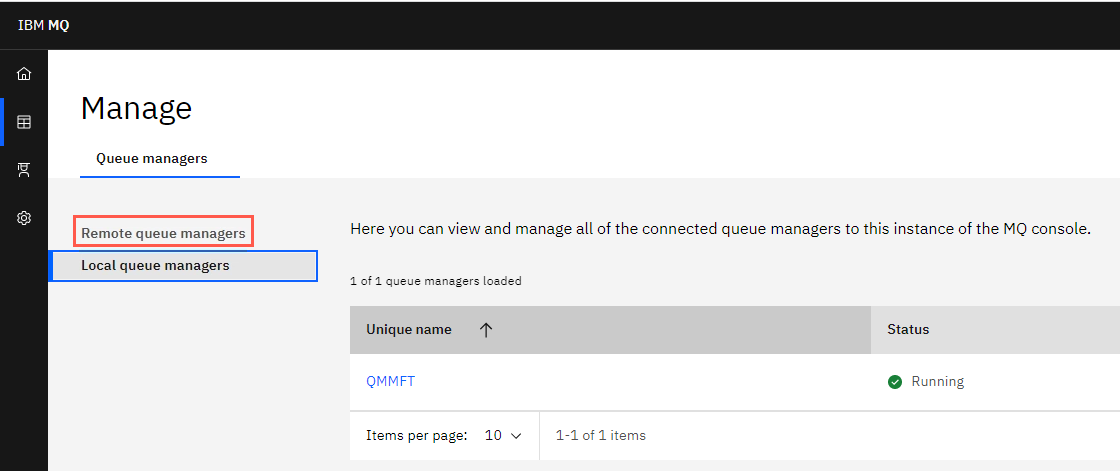 IBM MQ
Manage
Queue managers
Remote queue managers
Local queue managers
Here you can view and manage all of the connected queue managers to this instance of the MQ console.
1 of 1 queue managers loaded
Unique name Status
QMMFT Running
Items per page: 10 1-1 of 1 items